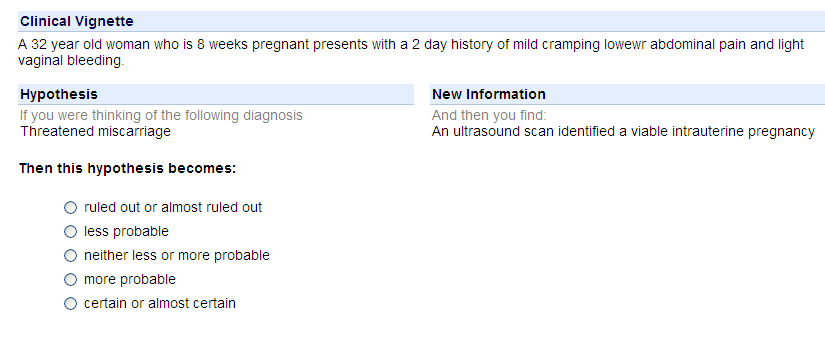 Clinical Vignette
A 32 year old woman who is 8 weeks pregnant presents with a 2 day history of mild cramping lowewr abdominal pain and light
vaginal bleeding.
Hypothesis
If you were thinking of the following diagnosis
Threatened miscarriage
New Information
And then you find:
An ultrasound scan identified a viable intrauterine pregnancy
Then this hypothesis becomes:
ruled out or almost ruled out
less probable
neither less or more probable
more probable
certain or almost certain